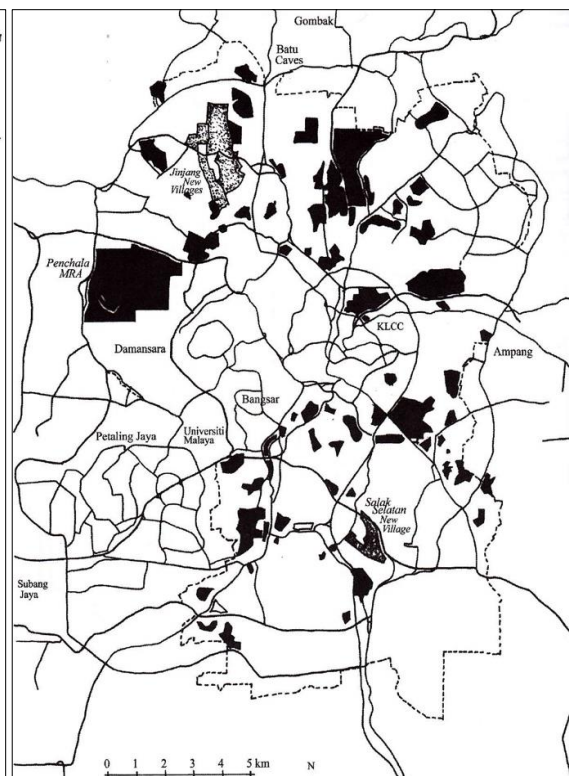 Gombak
Batu
Caves
Jinjang
New
Villages
Penchala
MRA
KLCC
Damansara
Ampang
Bangsar
Petaling Jaya
Universiti
Malaya
Salak
Selatan
New
Village
Subang
Jaya
0 1 2 3 4 5 km
N